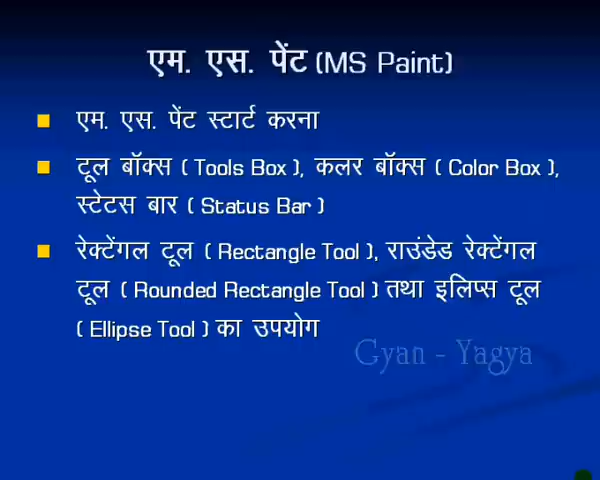 एम. एस. पेंट (MS Paint)
एम. एस. पेंट स्टार्ट करना
टूल बॉक्स ( Tools Box ), कलर बॉक्स ( Color Box ),
स्टेटस बार ( Status Bar )
रेक्टेंगल टूल ( Rectangle Tool ), राउंडेड रेक्टेंगल
टूल ( Rounded Rectangle Tool ) तथा इलिप्स टूल
( Ellipse Tool ) का उपयोग
Gyan - Yagya